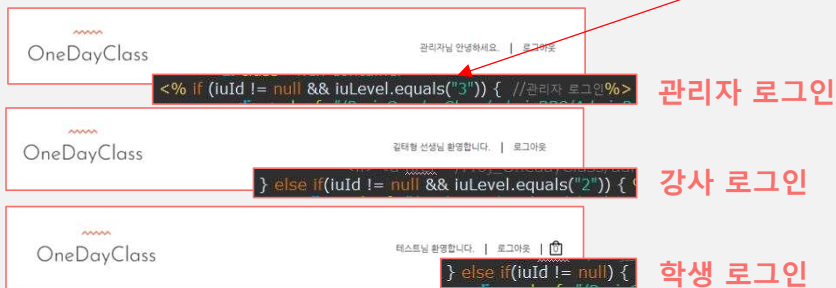 OneDayClass
관리자님 안녕하세요. | 로그아웃
<% if (iuId != null && iuLevel.equals("3")) { //관리자 로그인%>
관리자 로그인
OneDayClass
길태형 선생님 환영합니다. | 로그아웃
} else if(iuId != null && iuLevel.equals("2")) {
강사 로그인
OneDayClass
테스트님 환영합니다. | 로그아웃 | 0
} else if(iuId != null) {
학생 로그인